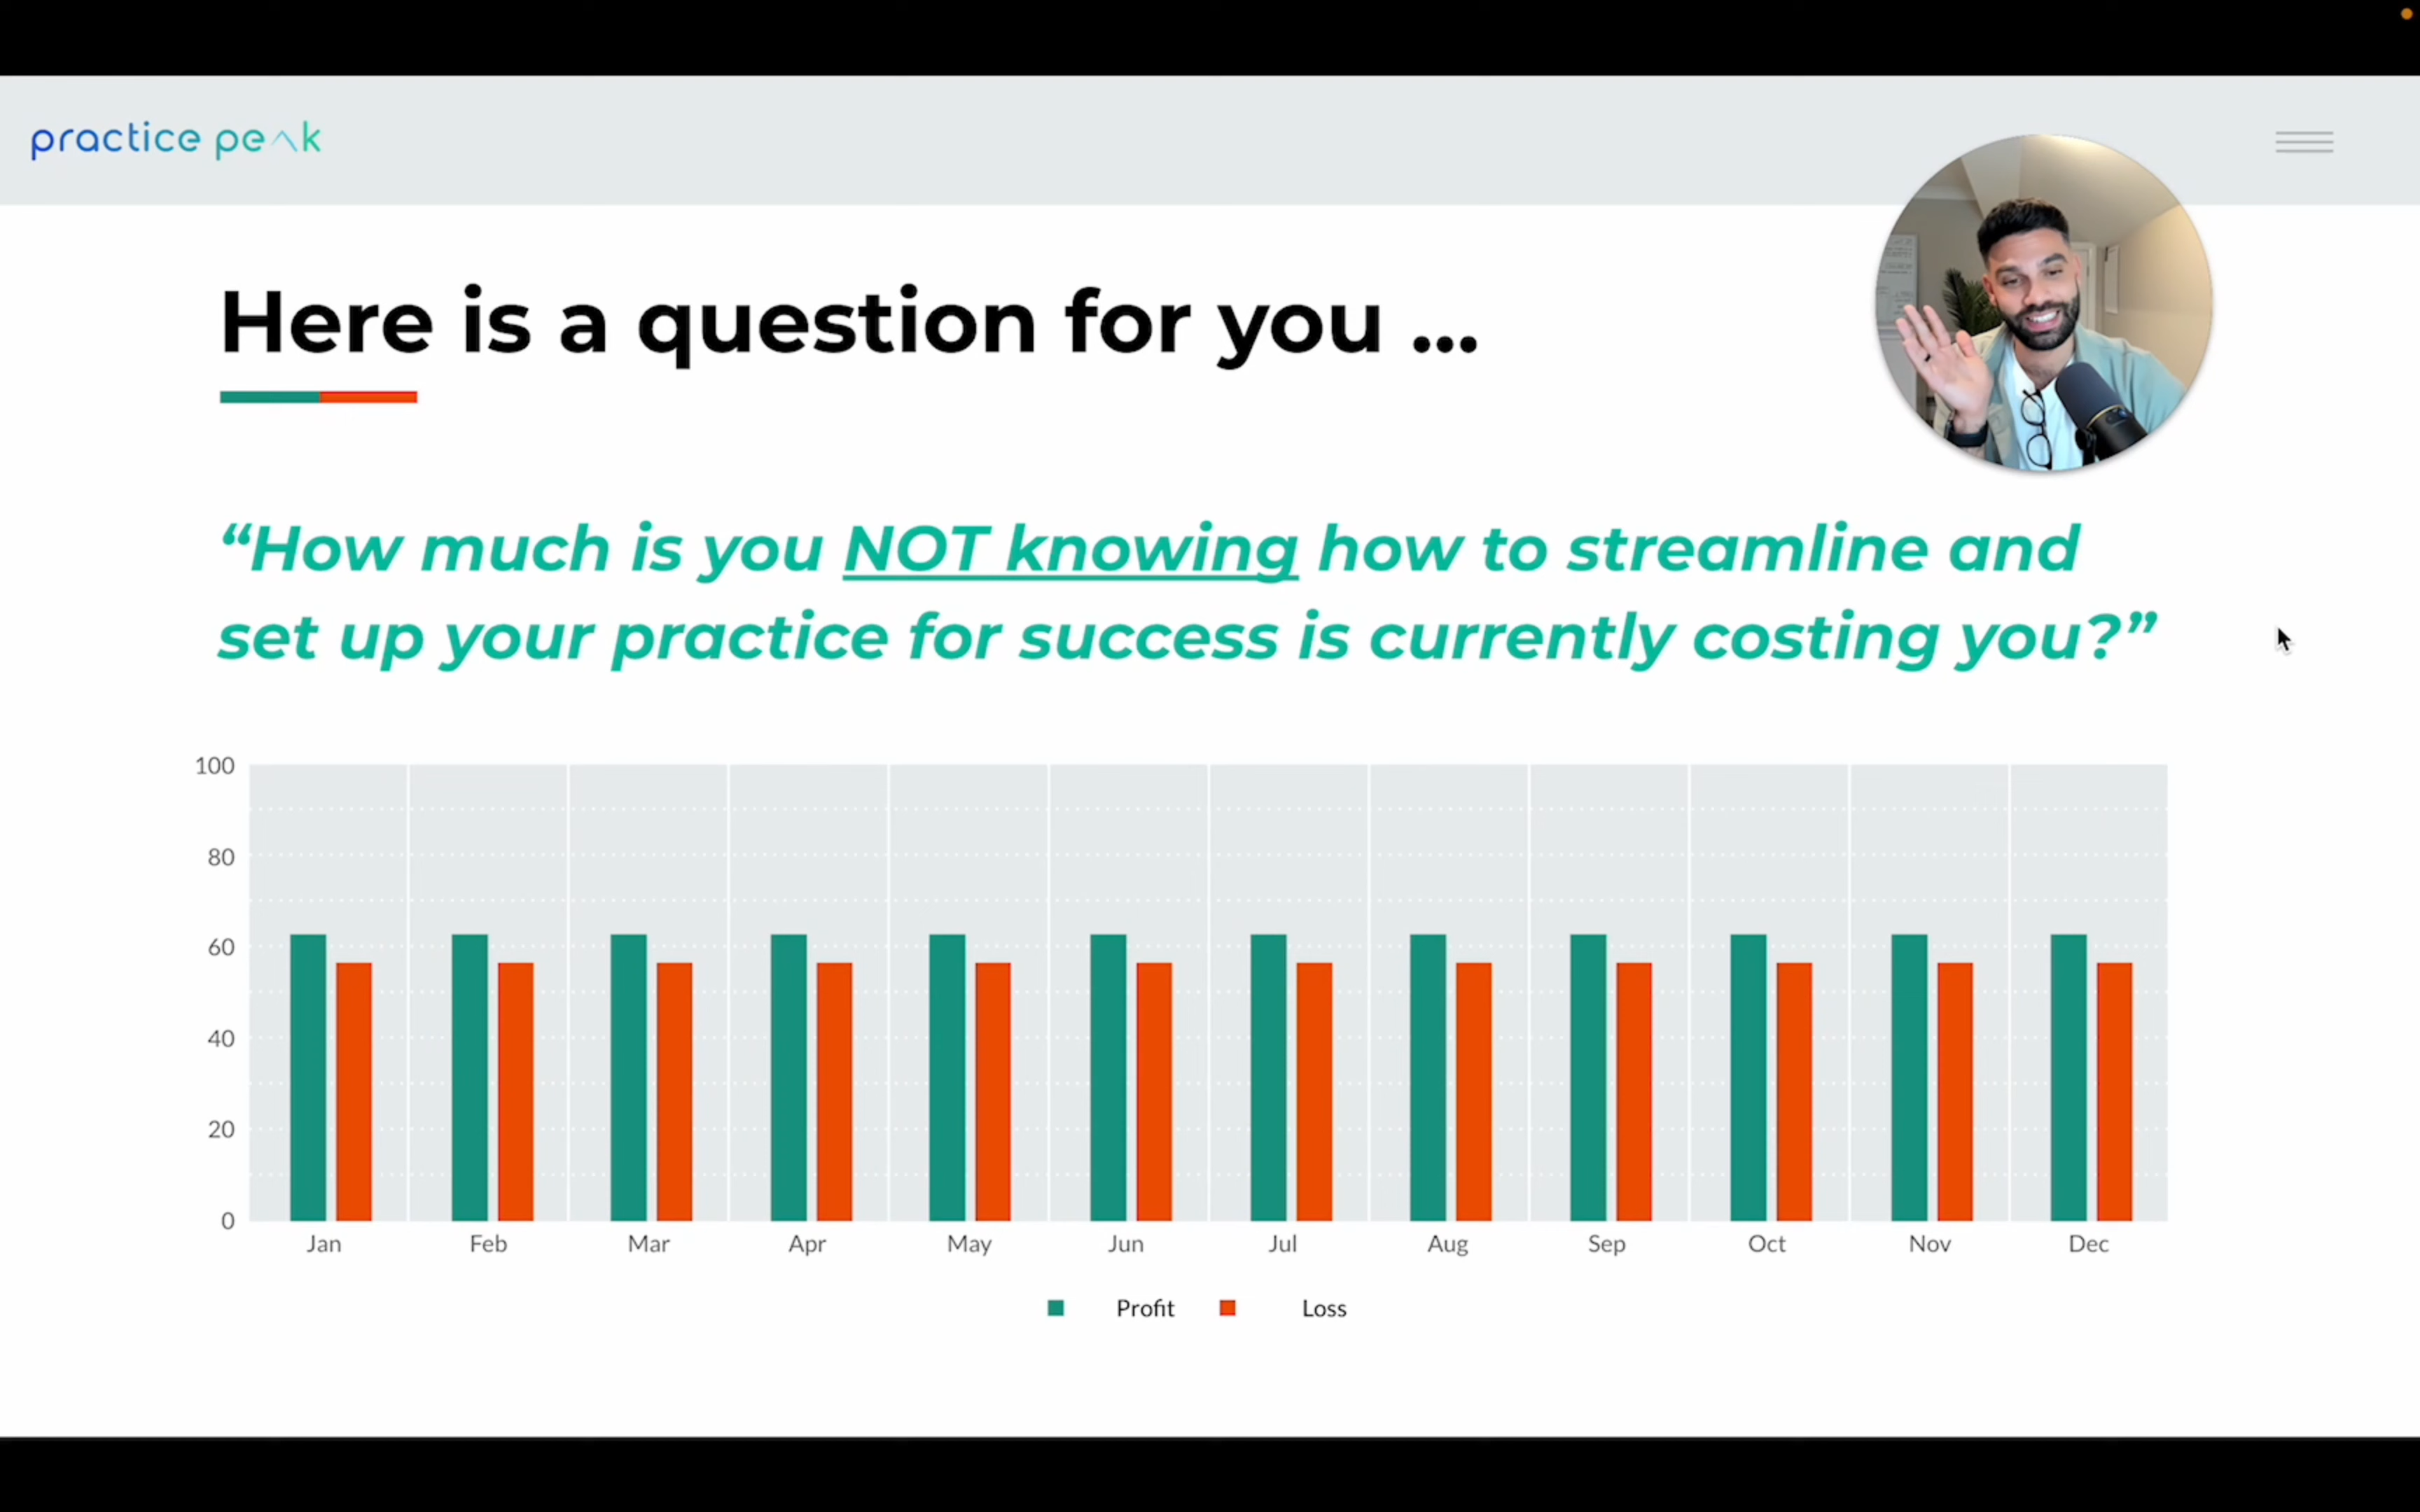 practice pe^k
Here is a question for you ...
“How much is you NOT knowing how to streamline and
set up your practice for success is currently costing you?”
100
80
60
40
20
0
Jan Feb Mar Apr May Jun Jul Aug Sep Oct Nov Dec
Profit Loss